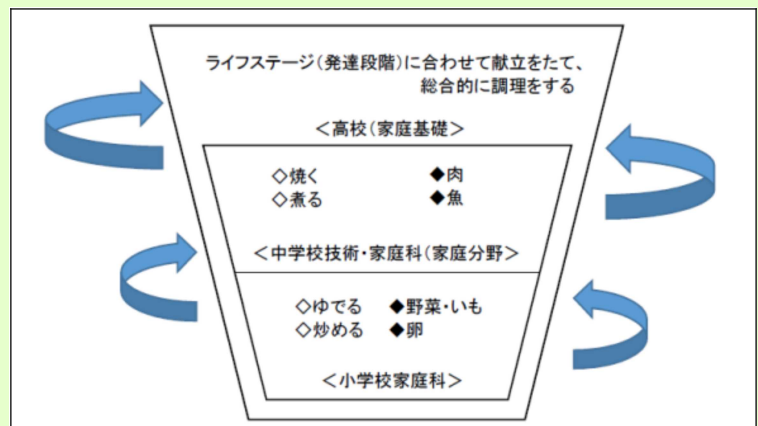 ライフステージ(発達段階)に合わせて献立をたて、
総合的に調理をする
<高校(家庭基礎>
◇焼く ◆肉
◇煮る ◆魚
<中学校技術・家庭科(家庭分野>
◇ゆでる ◆野菜・いも
◇炒める ◆卵
<小学校家庭科>